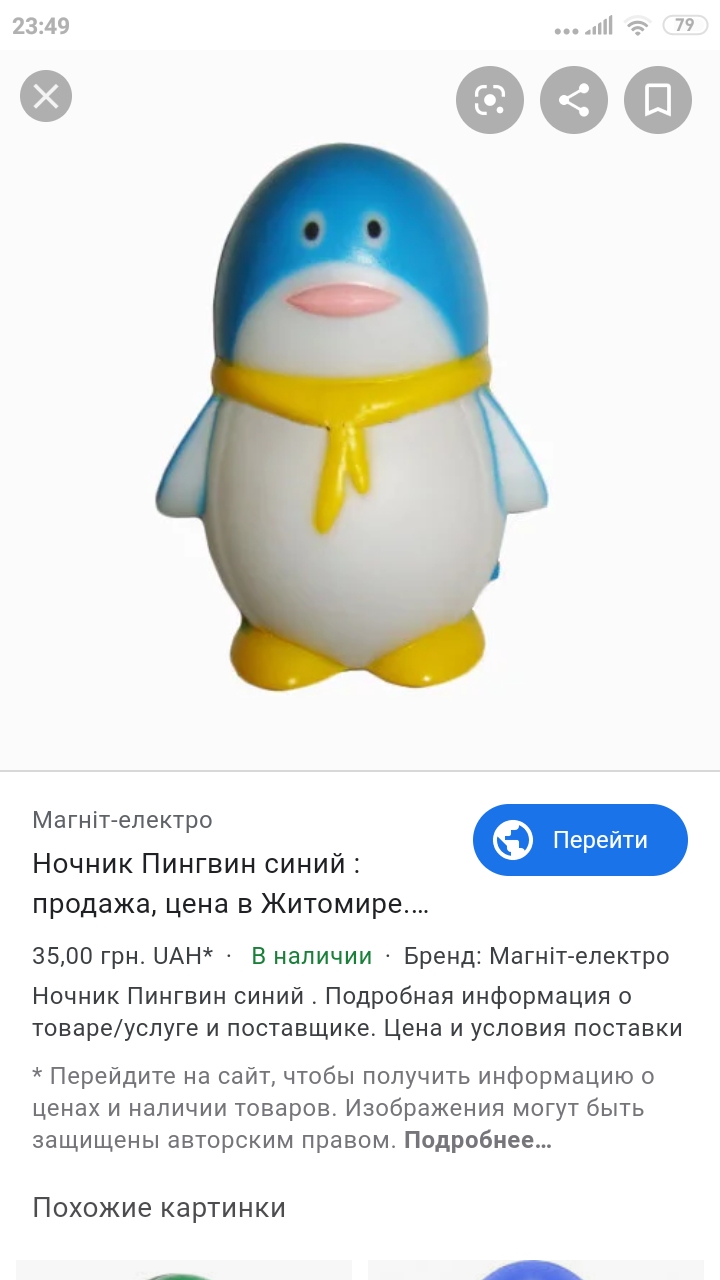 23:49
79
Магніт-електро
Перейти
Ночник Пингвин синий :
продажа, цена в Житомире....
35,00 грн. UAH* · В наличии · Бренд: Магніт-електро
Ночник Пингвин синий . Подробная информация о
товаре/услуге и поставщике. Цена и условия поставки
* Перейдите на сайт, чтобы получить информацию о
ценах и наличии товаров. Изображения могут быть
защищены авторским правом. Подробнее...
Похожие картинки